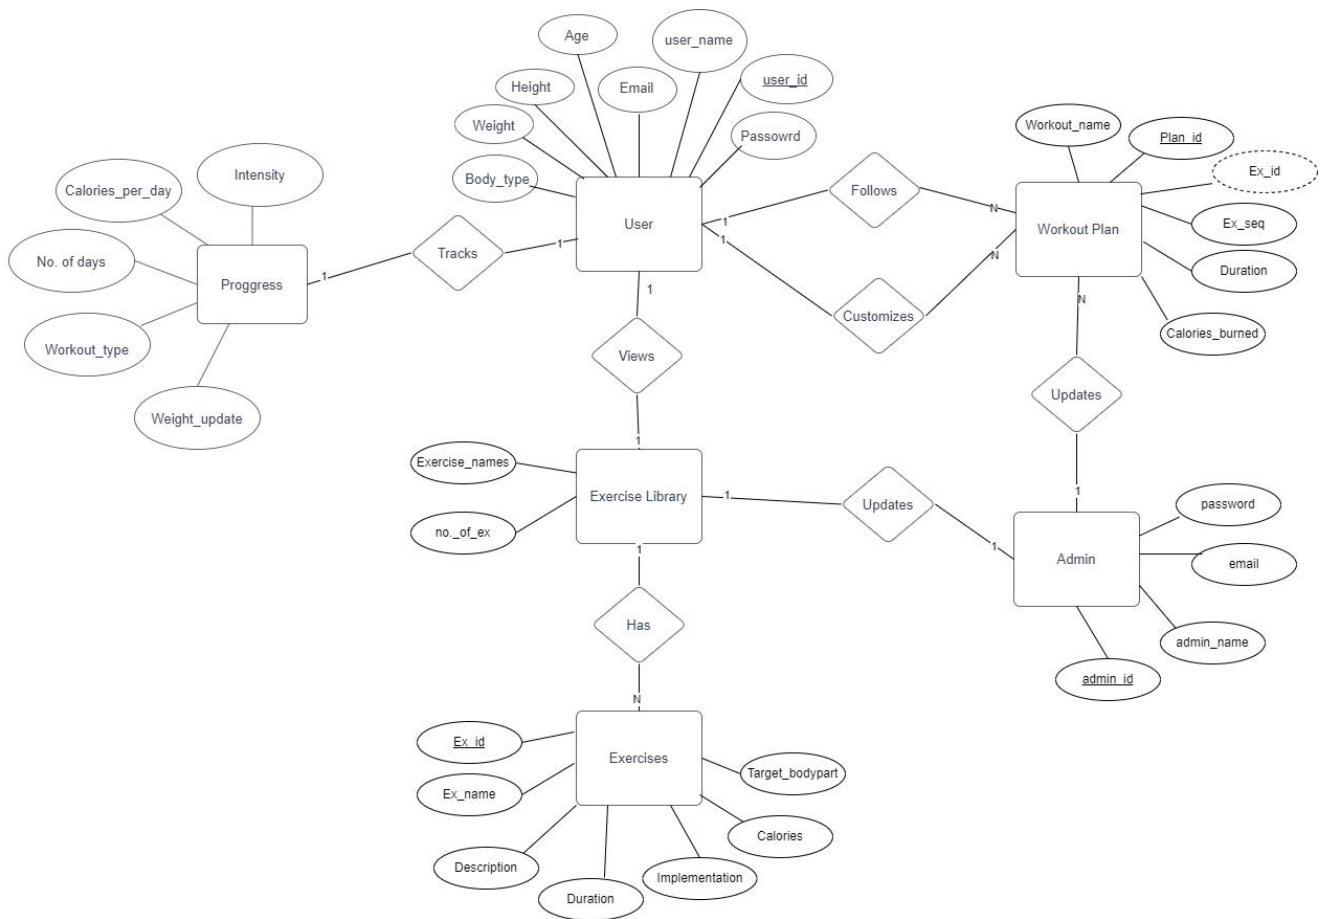 Age
user_name
Height
Email
user_id
Weight
Passowrd
Body_type
User
Workout_name
Plan_id
Ex_id
Ex_seq
Duration
Calories_burned
Workout Plan
Calories_per_day
Intensity
No. of days
Workout_type
Weight_update
Proggress
1
Tracks
1
1
Follows
N
1
Customizes
N
1
Views
1
N
Updates
1
Exercise_names
no._of_ex
Exercise Library
1
Updates
1
Admin
password
email
admin_name
admin_id
1
Has
N
Ex_id
Ex_name
Description
Duration
Implementation
Calories
Target_bodypart
Exercises